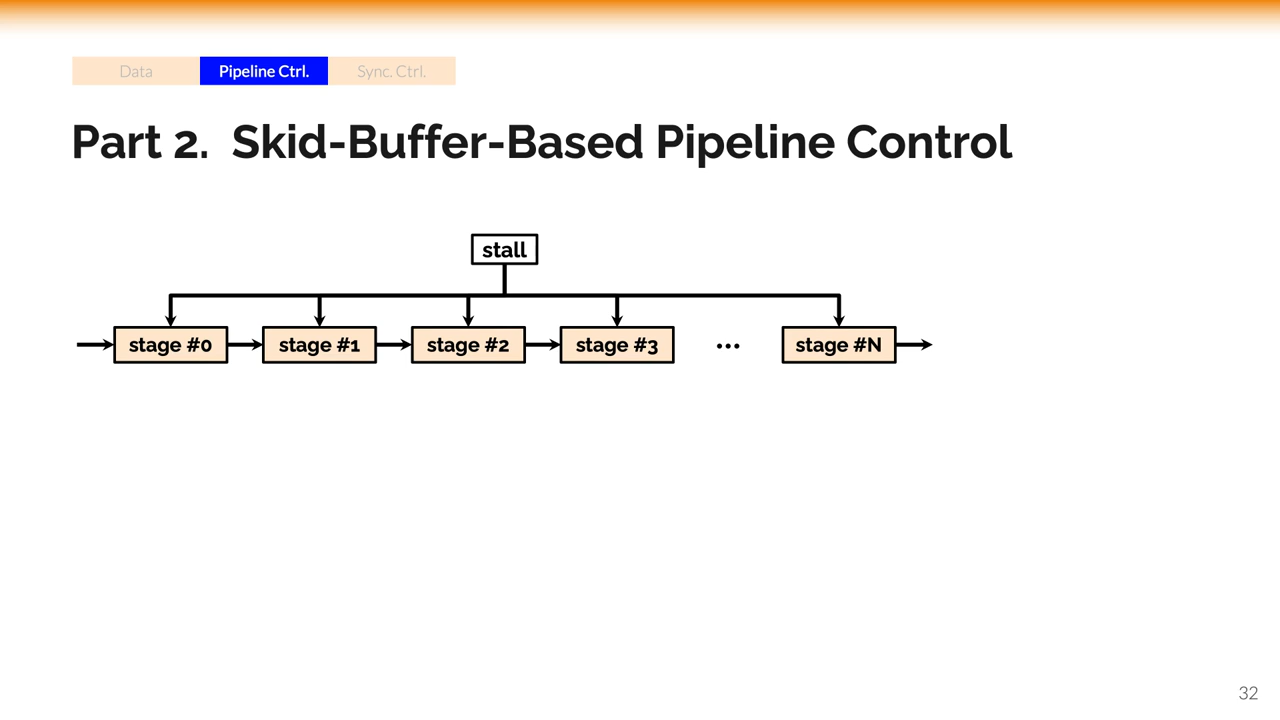 Data Pipeline Ctrl. Sync. Ctrl.
Part 2. Skid-Buffer-Based Pipeline Control
stall
stage #0 stage #1 stage #2 stage #3 ... stage #N
32